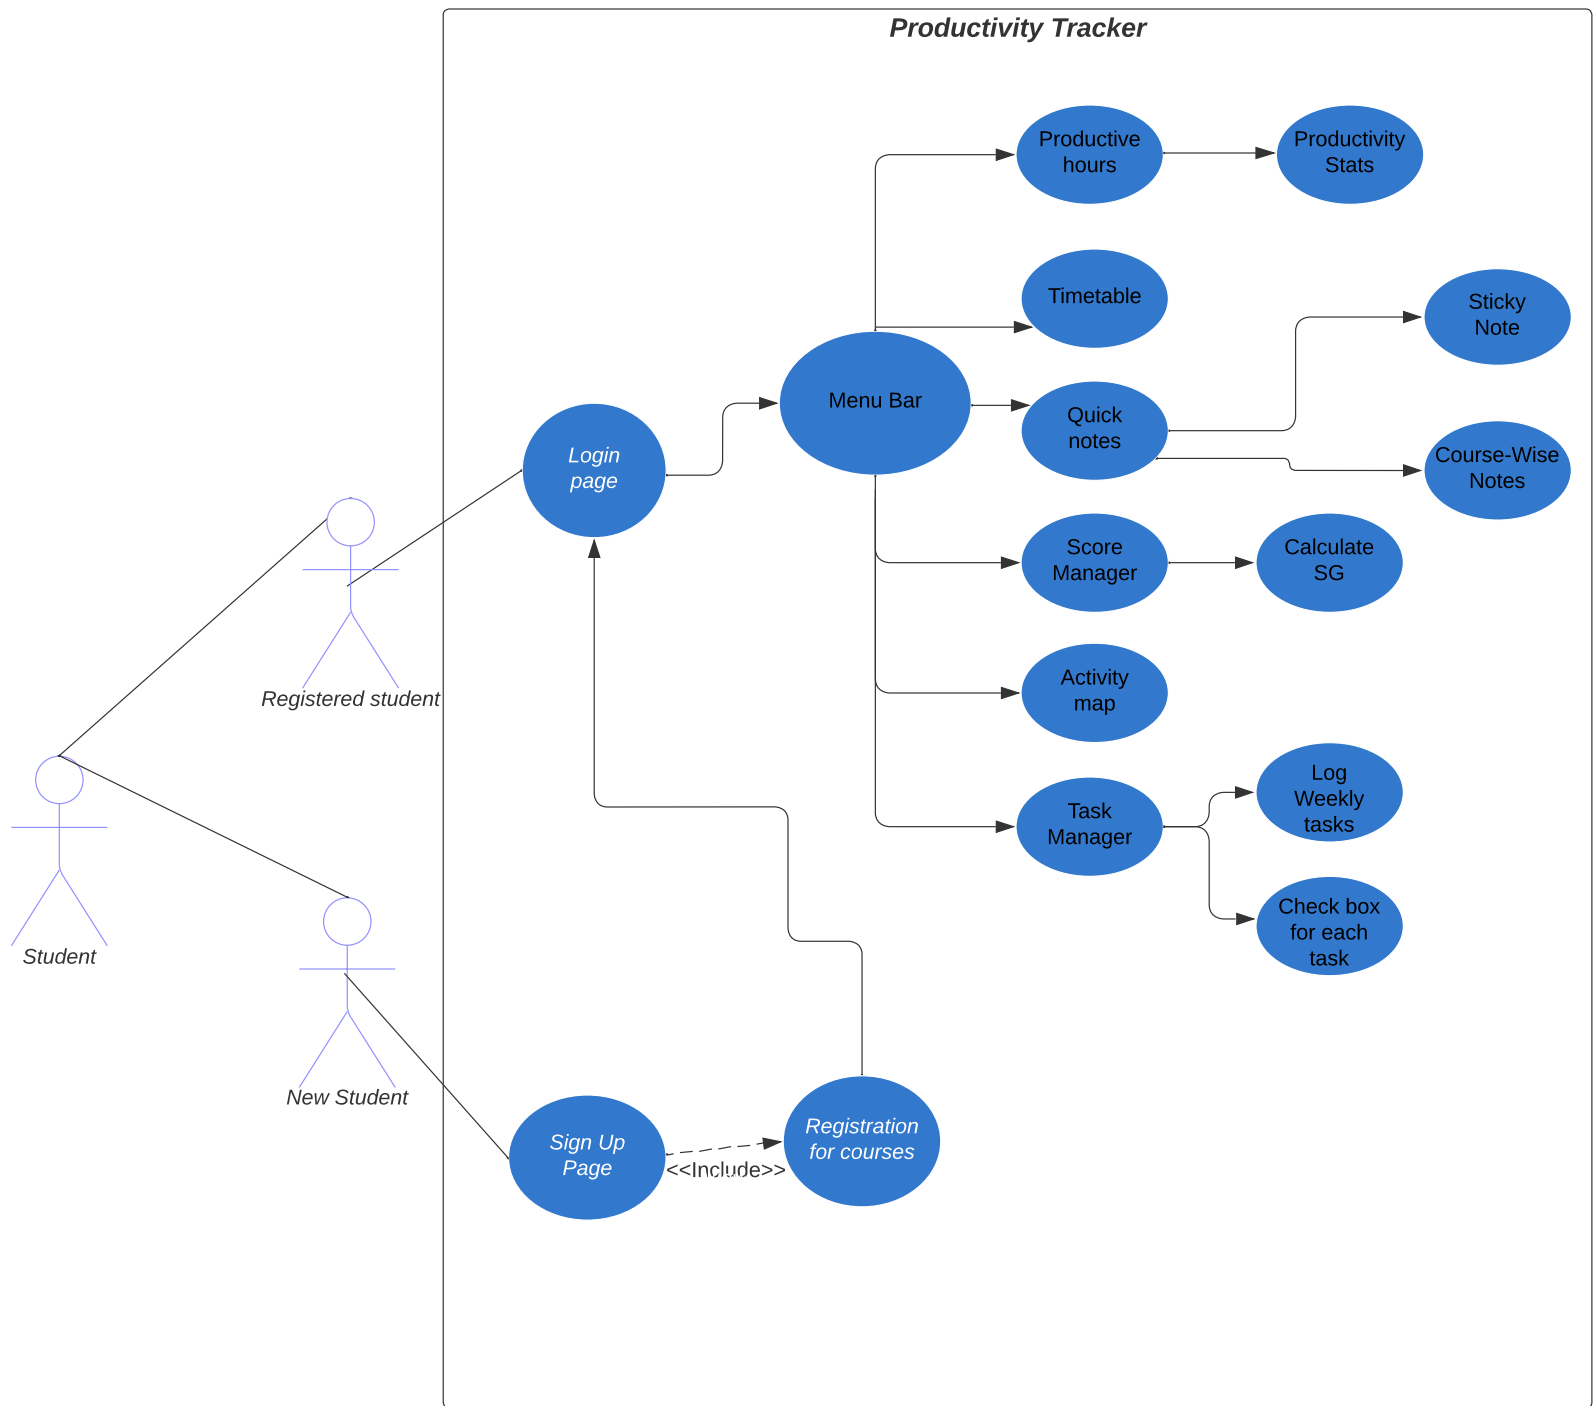 Productivity Tracker
Productive
hours
Productivity
Stats
Timetable
Sticky
Note
Menu Bar
Quick
notes
Course-Wise
Notes
Login
page
Score
Manager
Calculate
SG
Registered student
Activity
map
Task
Manager
Log
Weekly
tasks
Check box
for each
task
Student
New Student
Sign Up
Page
<<Include>>
Registration
for courses